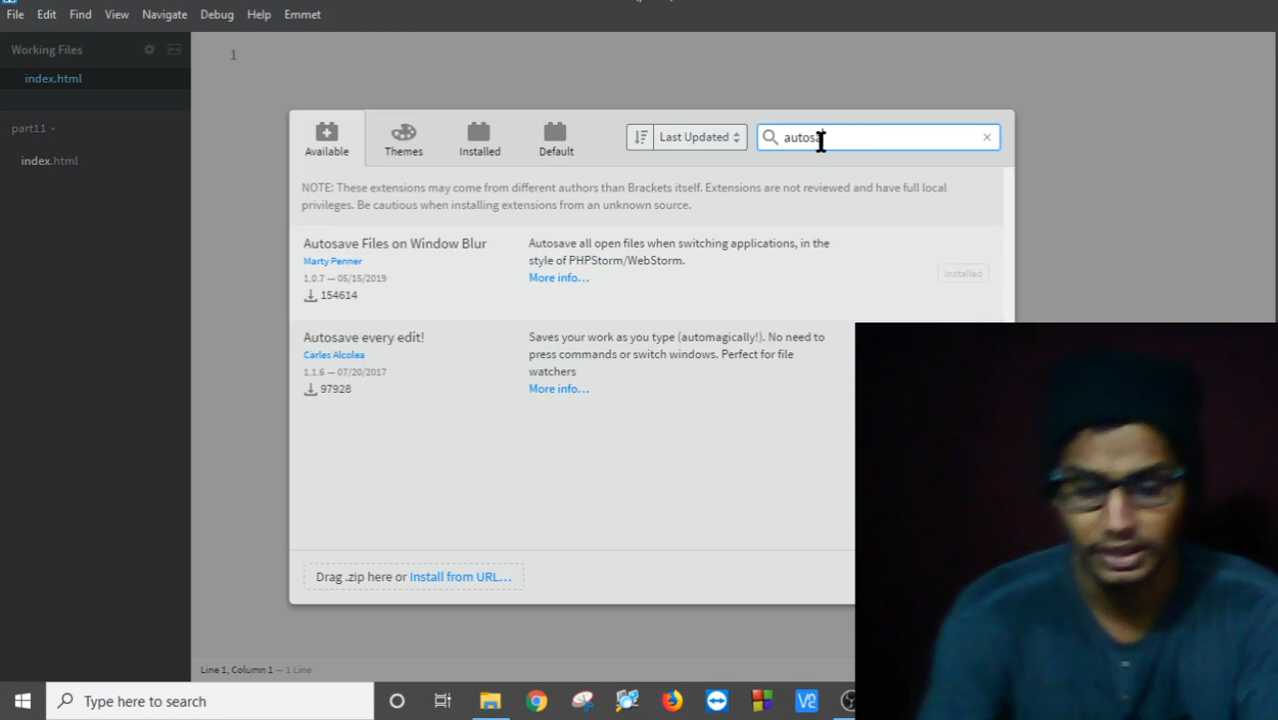 File Edit Find View Navigate Debug Help Emmet
Working Files
index.html
part11
index.html
1
Available
Themes
Installed
Default
Last Updated
autosa
NOTE: These extensions may come from different authors than Brackets itself. Extensions are not reviewed and have full local
privileges. Be cautious when installing extensions from an unknown source.
Autosave Files on Window Blur
Marty Penner
1.0.7 — 05/15/2019
154614
Autosave all open files when switching applications, in the
style of PHPStorm/WebStorm.
More info...
Installed
Autosave every edit!
Carles Alcolea
1.1.6 — 07/20/2017
97928
Saves your work as you type (automagically!). No need to
press commands or switch windows. Perfect for file
watchers
More info...
Drag .zip here or Install from URL...
Line 1, Column 1 — 1 Line
Type here to search